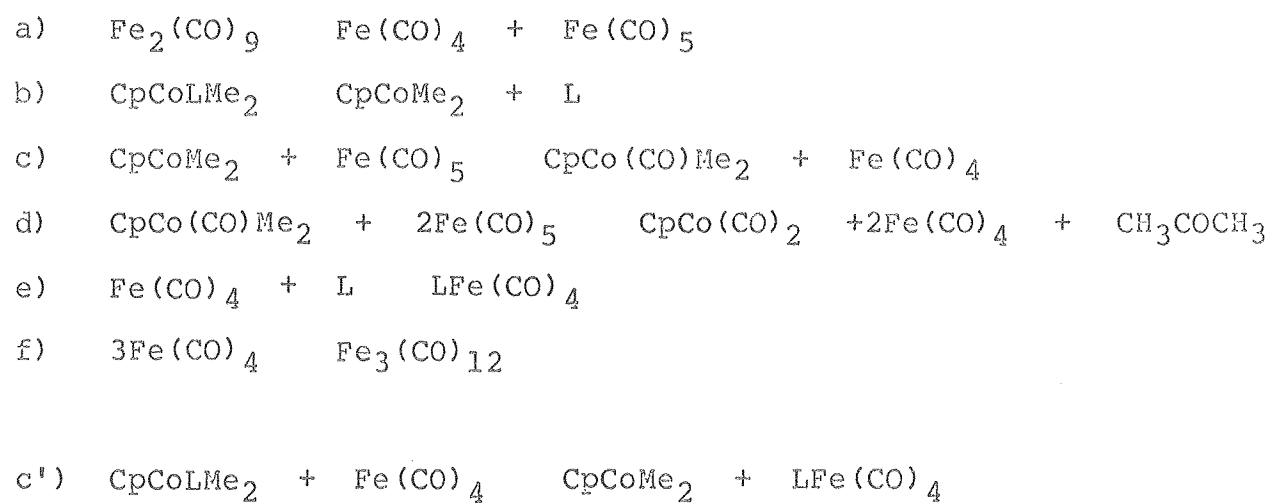 a) Fe2(CO)9 Fe(CO)4 + Fe(CO)5
b) CpCoLMe2 CpCoMe2 + L
c) CpCoMe2 + Fe(CO)5 CpCo(CO)Me2 + Fe(CO)4
d) CpCo(CO)Me2 + 2Fe(CO)5 CpCo(CO)2 +2Fe(CO)4 + CH3COCH3
e) Fe(CO)4 + L LFe(CO)4
f) 3Fe(CO)4 Fe3(CO)12
c') CpCoLMe2 + Fe(CO)4 CpCoMe2 + LFe(CO)4